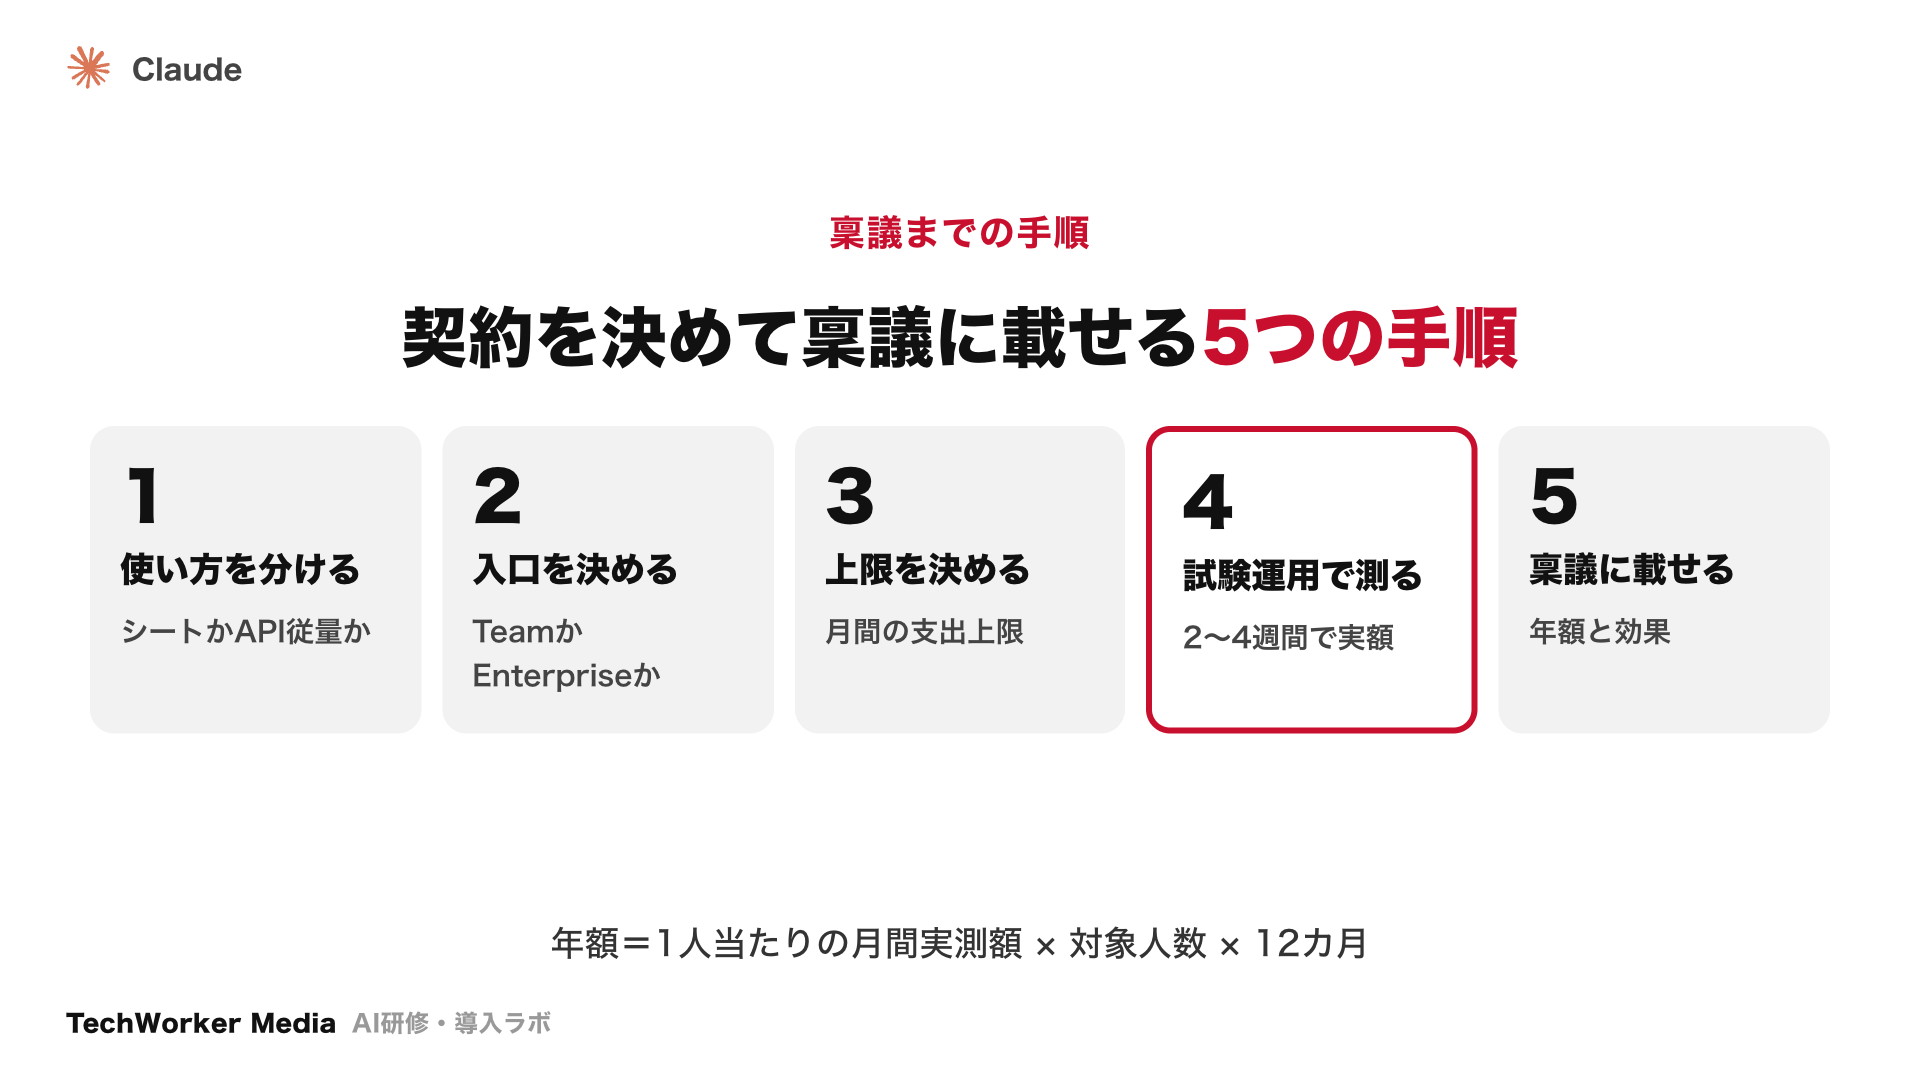 Claude
稟議までの手順
契約を決めて稟議に載せる5つの手順
1
使い方を分ける
シートかAPI従量か
2
入口を決める
Teamか
Enterpriseか
3
上限を決める
月間の支出上限
4
試験運用で測る
2〜4週間で実額
5
稟議に載せる
年額と効果
年額＝1人当たりの月間実測額 × 対象人数 × 12カ月
TechWorker Media AI研修・導入ラボ